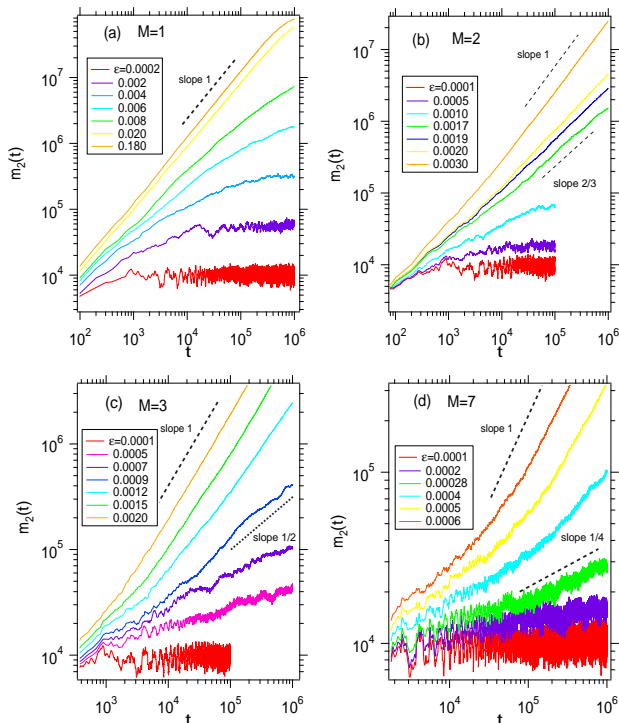 (a) M=1
slope 1
ε=0.0002
0.002
0.004
0.006
0.008
0.020
0.180
m₂(t)
10⁷
10⁶
10⁵
10⁴
10² 10³ 10⁴ 10⁵ 10⁶
t
(b) M=2
slope 1
ε=0.0001
0.0005
0.0010
0.0017
0.0019
0.0020
0.0030
slope 2/3
m₂(t)
10⁷
10⁶
10⁵
10⁴
10² 10³ 10⁴ 10⁵ 10⁶
t
(c) M=3
slope 1
ε=0.0001
0.0005
0.0007
0.0009
0.0012
0.0015
0.0020
slope 1/2
m₂(t)
10⁶
10⁵
10⁴
10³ 10⁴ 10⁵ 10⁶
t
(d) M=7
slope 1
ε=0.0001
0.0002
0.00028
0.0004
0.0005
0.0006
slope 1/4
m₂(t)
10⁵
10⁴
10⁴ 10⁵ 10⁶
t